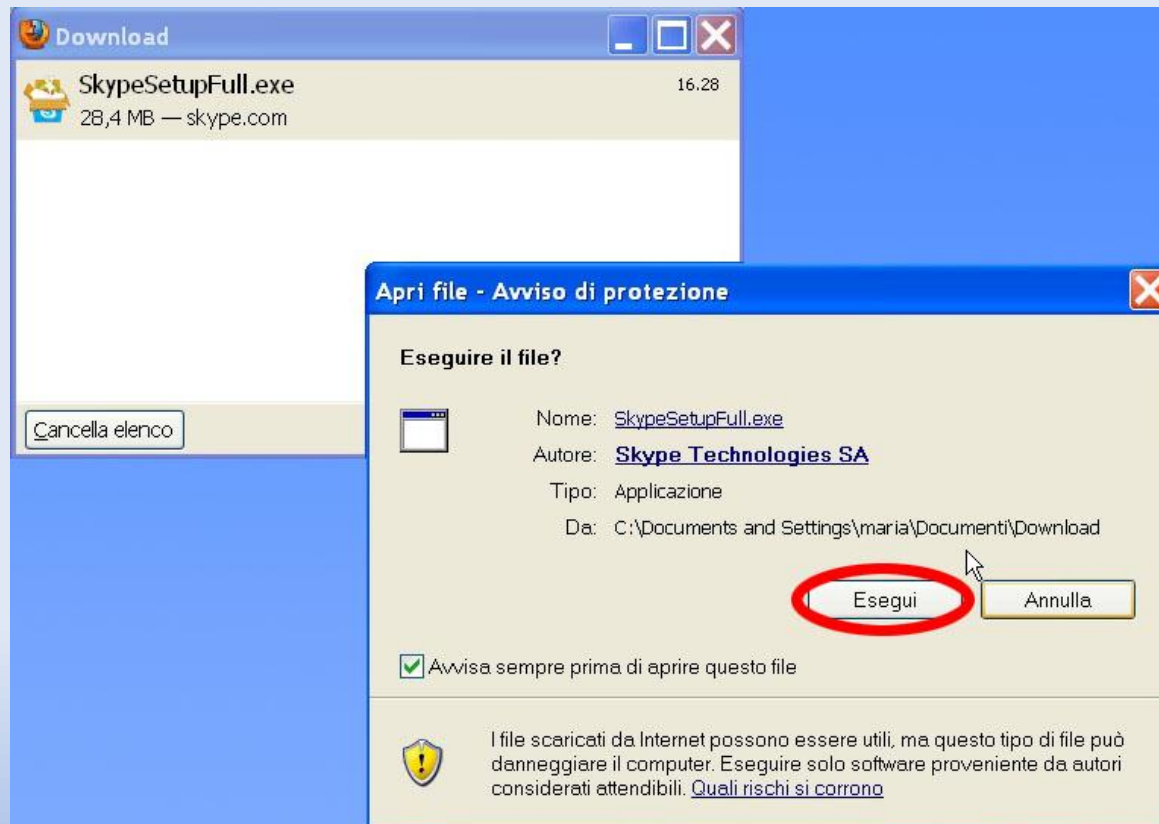 Download
SkypeSetupFull.exe
16.28
28,4 MB — skype.com
Cancella elenco
Apri file - Avviso di protezione
Eseguire il file?
Nome: SkypeSetupFull.exe
Autore: Skype Technologies SA
Tipo: Applicazione
Da: C:\Documents and Settings\maria\Documenti\Download
Esegui Annulla
Avvisa sempre prima di aprire questo file
I file scaricati da Internet possono essere utili, ma questo tipo di file può
danneggiare il computer. Eseguire solo software proveniente da autori
considerati attendibili. Quali rischi si corrono